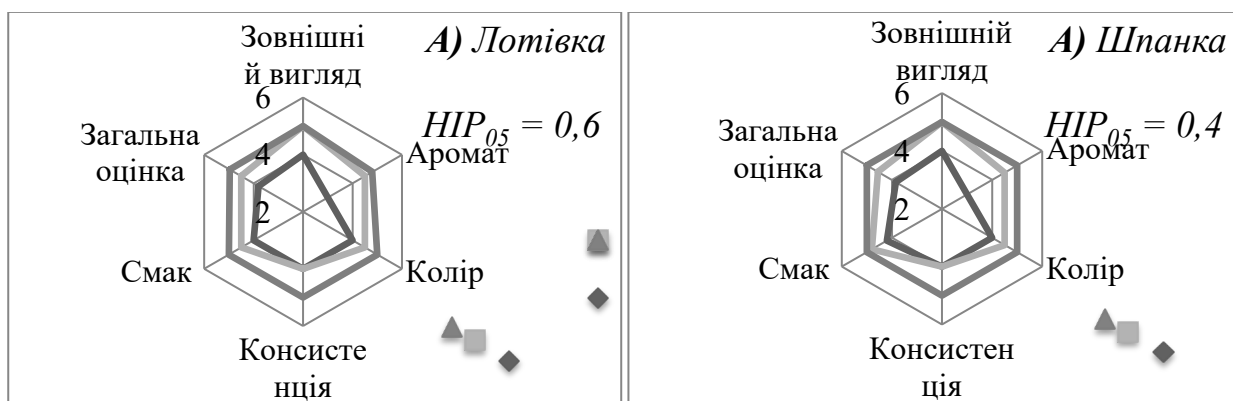 Зовнішні
й вигляд
А) Лотівка
6
НІР05 = 0,6
Загальна
оцінка
4
Аромат
2
Смак
Колір
Консисте
нція
Зовнішній
вигляд
А) Шпанка
6
НІР05 = 0,4
Загальна
оцінка
4
Аромат
2
Смак
Колір
Консистен
ція